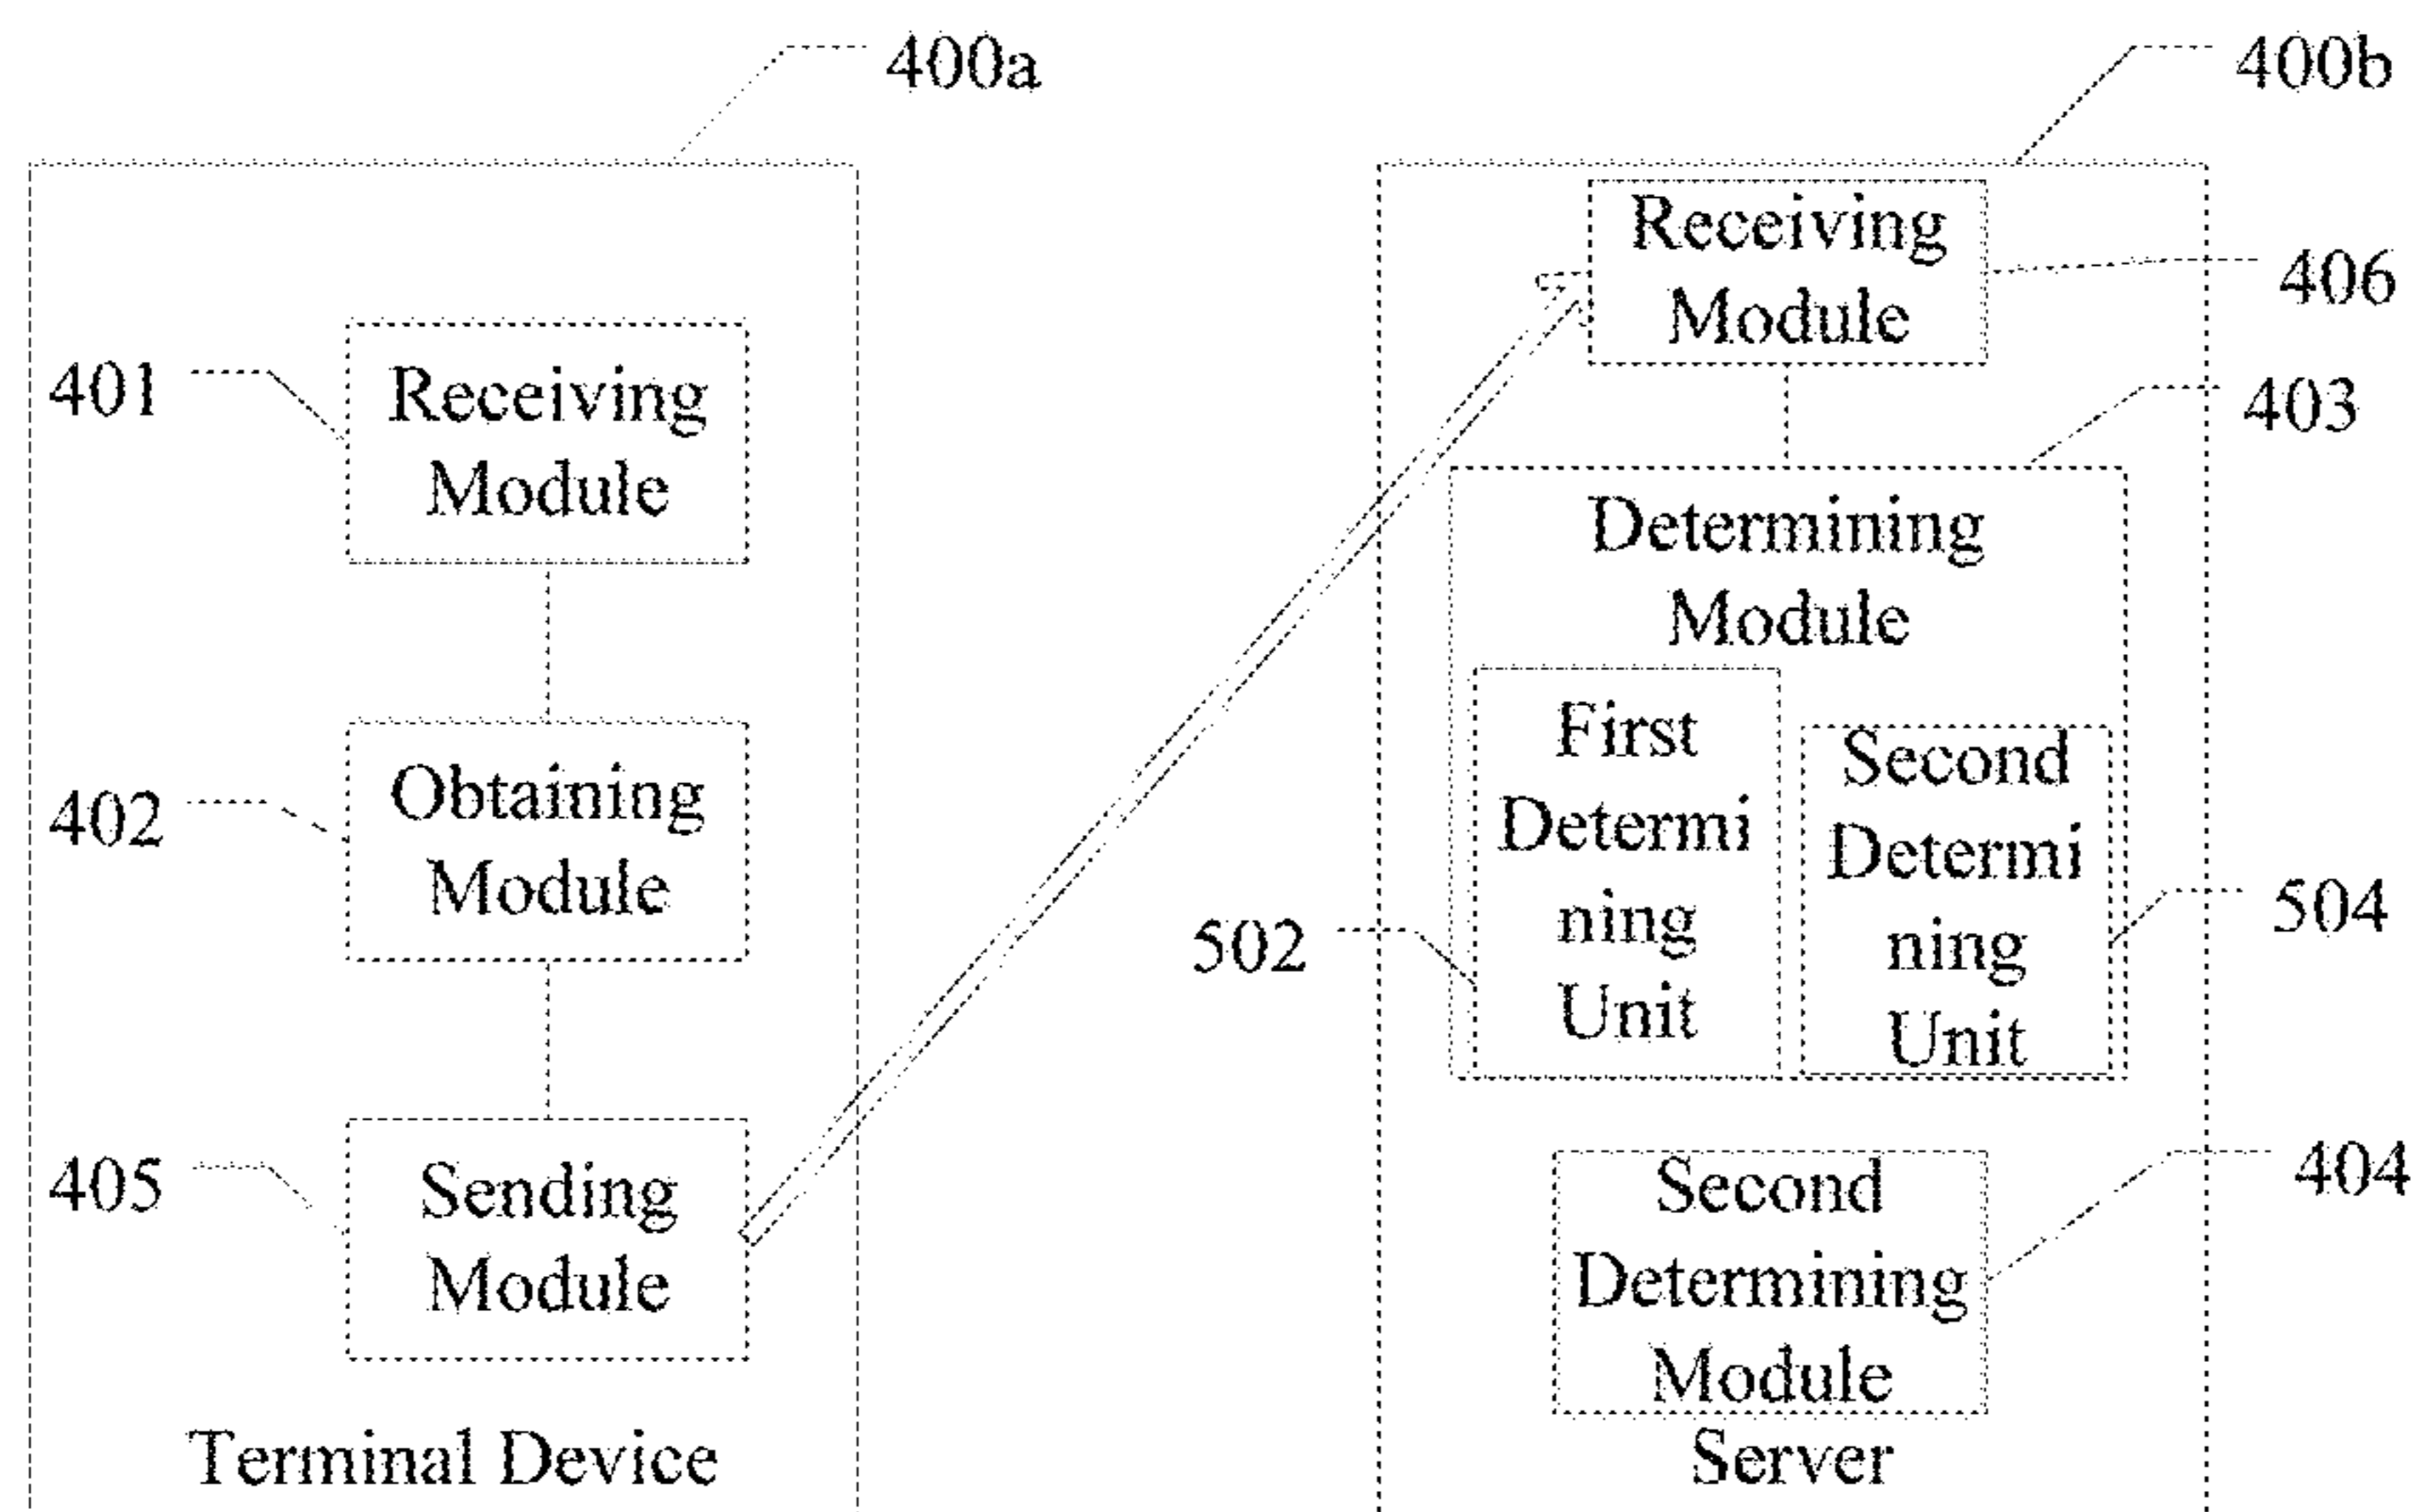 400a
401
Receiving
Module
402
Obtaining
Module
405
Sending
Module
Terminal Device
400b
Receiving
Module
406
403
Determining
Module
First
Determi
ning
Unit
502
Second
Determi
ning
Unit
504
Second
Determining
Module
404
Server